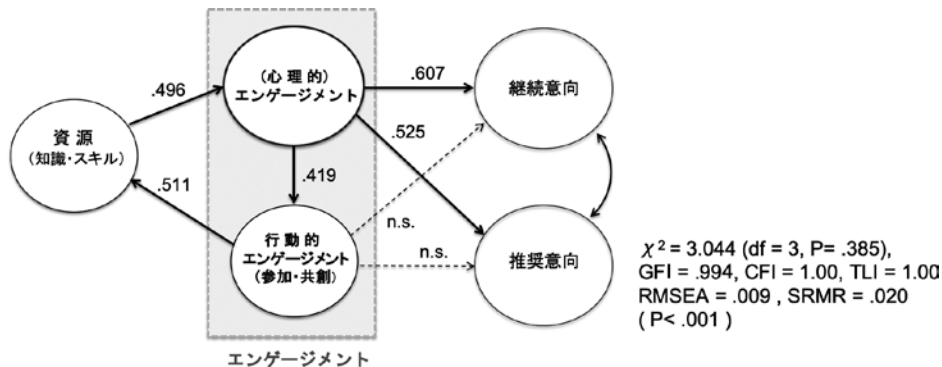 (心理的)
エンゲージメント
.607
継続意向
.496
.525
資源
(知識・スキル)
.419
.511
n.s.
行動的
エンゲージメント
(参加・共創)
n.s.
推奨意向
χ² = 3.044 (df = 3, P= .385),
GFI = .994, CFI = 1.00, TLI = 1.00
RMSEA = .009 , SRMR = .020
( P< .001 )
エンゲージメント